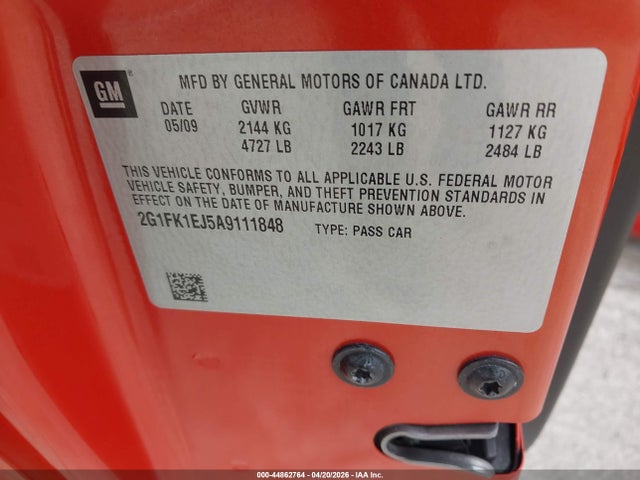 GM
MFD BY GENERAL MOTORS OF CANADA LTD.
DATE GVWR GAWR FRT GAWR RR
05/09 2144 KG 1017 KG 1127 KG
4727 LB 2243 LB 2484 LB
THIS VEHICLE CONFORMS TO ALL APPLICABLE U.S. FEDERAL MOTOR
VEHICLE SAFETY, BUMPER, AND THEFT PREVENTION STANDARDS IN
EFFECT ON THE DATE OF MANUFACTURE SHOWN ABOVE.
2G1FK1EJ5A9111848 TYPE: PASS CAR
000-44862764 - 04/20/2026 - IAA Inc.